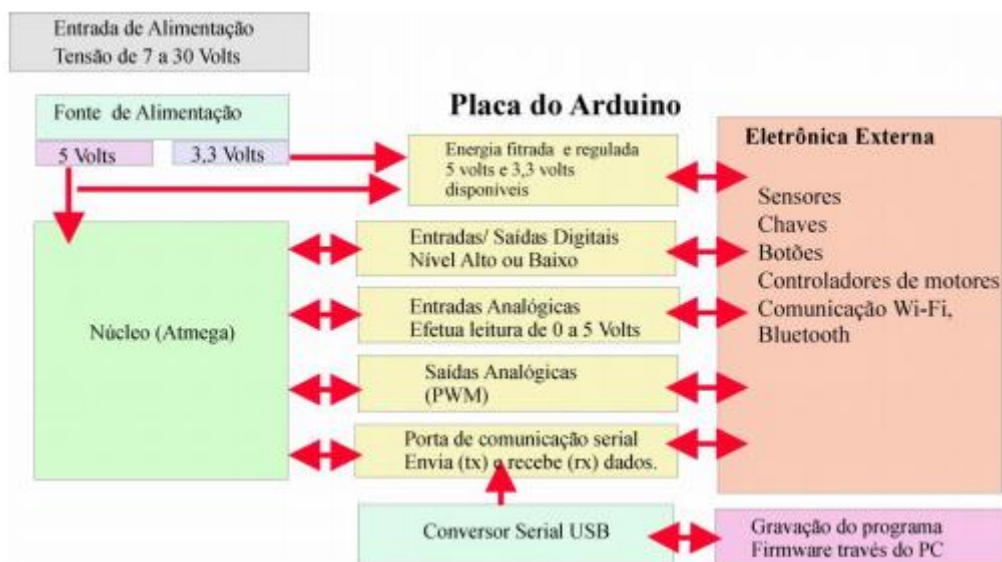 Entrada de Alimentação
Tensão de 7 a 30 Volts
Fonte de Alimentação
5 Volts
3,3 Volts
Placa do Arduino
Energia fitrada e regulada
5 volts e 3,3 volts
disponíveis
Entradas/ Saídas Digitais
Nível Alto ou Baixo
Entradas Analógicas
Efetua leitura de 0 a 5 Volts
Saídas Analógicas
(PWM)
Porta de comunicação serial
Envia (tx) e recebe (rx) dados.
Núcleo (Atmega)
Eletrônica Externa
Sensores
Chaves
Botões
Controladores de motores
Comunicação Wi-Fi,
Bluetooth
Conversor Serial USB
Gravação do programa
Firmware través do PC